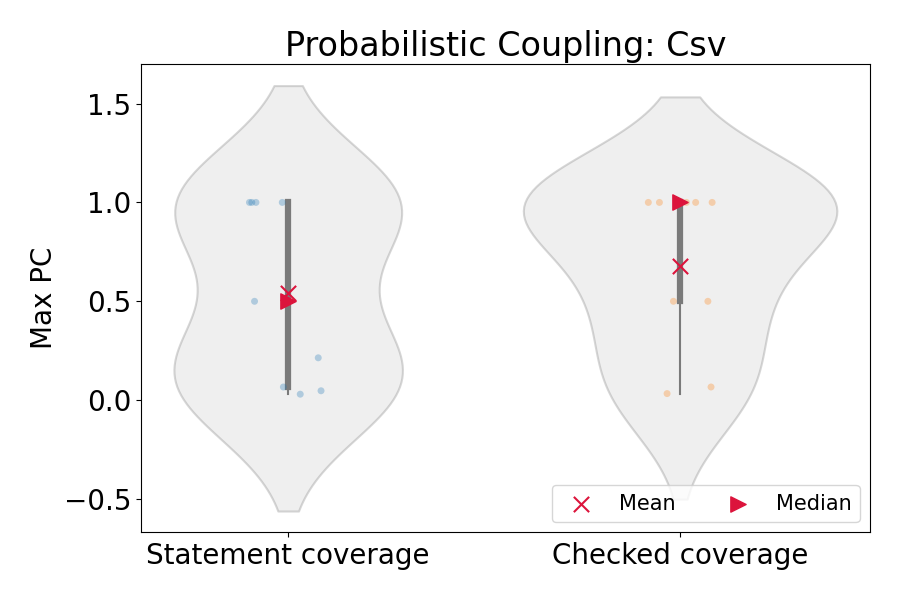 Probabilistic Coupling: Csv
Max PC
1.5
1.0
0.5
0.0
−0.5
Mean
Median
Statement coverage
Checked coverage